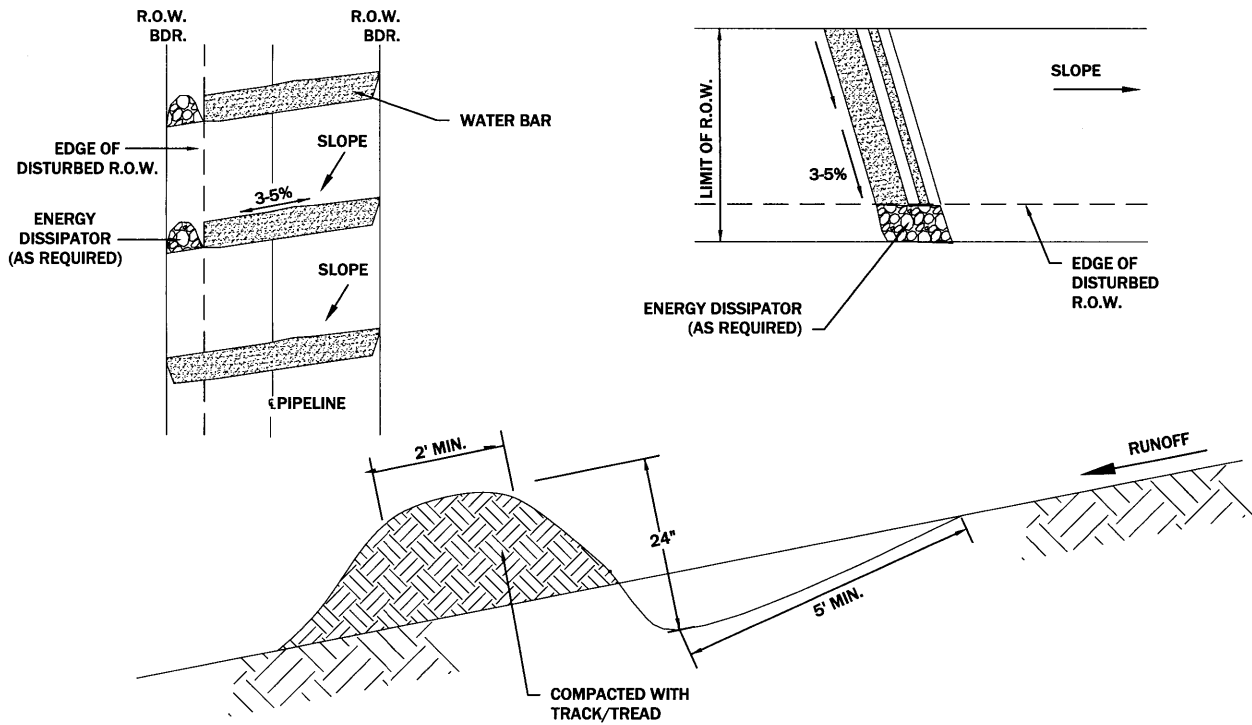 R.O.W.
BDR.
R.O.W.
BDR.
WATER BAR
EDGE OF
DISTURBED R.O.W.
SLOPE
3-5%
ENERGY
DISSIPATOR
(AS REQUIRED)
SLOPE
℄ PIPELINE
LIMIT OF R.O.W.
SLOPE
3-5%
EDGE OF
DISTURBED
R.O.W.
ENERGY DISSIPATOR
(AS REQUIRED)
2' MIN.
24"
RUNOFF
5' MIN.
COMPACTED WITH
TRACK/TREAD